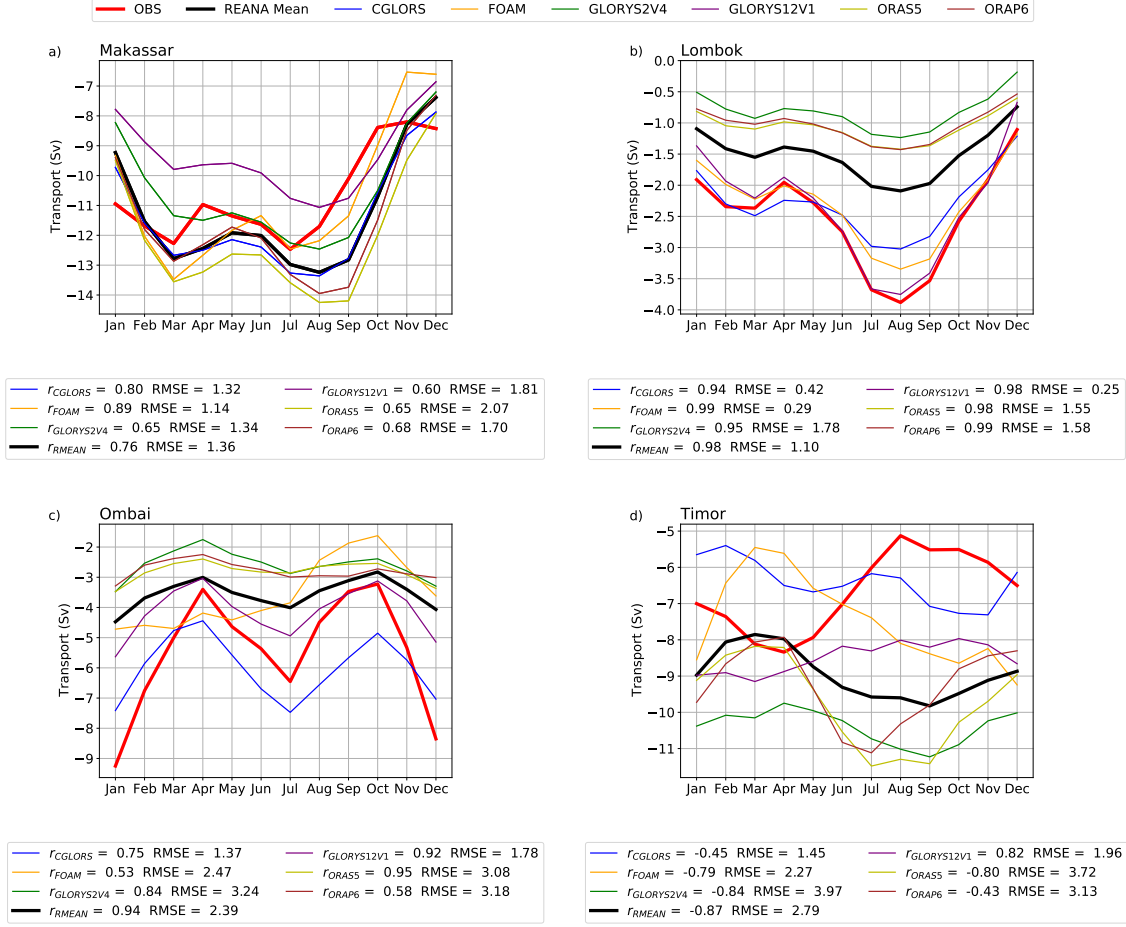 OBS REANA Mean CGLORS FOAM GLORYS2V4 GLORYS12V1 ORAS5 ORAP6
a) Makassar
Transport (Sv)
−7
−8
−9
−10
−11
−12
−13
−14
Jan Feb Mar Apr May Jun Jul Aug Sep Oct Nov Dec
r_CGLORS = 0.80 RMSE = 1.32 r_GLORYS12V1 = 0.60 RMSE = 1.81
r_FOAM = 0.89 RMSE = 1.14 r_ORAS5 = 0.65 RMSE = 2.07
r_GLORYS2V4 = 0.65 RMSE = 1.34 r_ORAP6 = 0.68 RMSE = 1.70
r_RMEAN = 0.76 RMSE = 1.36
b) Lombok
Transport (Sv)
0.0
−0.5
−1.0
−1.5
−2.0
−2.5
−3.0
−3.5
−4.0
Jan Feb Mar Apr May Jun Jul Aug Sep Oct Nov Dec
r_CGLORS = 0.94 RMSE = 0.42 r_GLORYS12V1 = 0.98 RMSE = 0.25
r_FOAM = 0.99 RMSE = 0.29 r_ORAS5 = 0.98 RMSE = 1.55
r_GLORYS2V4 = 0.95 RMSE = 1.78 r_ORAP6 = 0.99 RMSE = 1.58
r_RMEAN = 0.98 RMSE = 1.10
c) Ombai
Transport (Sv)
−2
−3
−4
−5
−6
−7
−8
−9
Jan Feb Mar Apr May Jun Jul Aug Sep Oct Nov Dec
r_CGLORS = 0.75 RMSE = 1.37 r_GLORYS12V1 = 0.92 RMSE = 1.78
r_FOAM = 0.53 RMSE = 2.47 r_ORAS5 = 0.95 RMSE = 3.08
r_GLORYS2V4 = 0.84 RMSE = 3.24 r_ORAP6 = 0.58 RMSE = 3.18
r_RMEAN = 0.94 RMSE = 2.39
d) Timor
Transport (Sv)
−5
−6
−7
−8
−9
−10
−11
Jan Feb Mar Apr May Jun Jul Aug Sep Oct Nov Dec
r_CGLORS = -0.45 RMSE = 1.45 r_GLORYS12V1 = 0.82 RMSE = 1.96
r_FOAM = -0.79 RMSE = 2.27 r_ORAS5 = -0.80 RMSE = 3.72
r_GLORYS2V4 = -0.84 RMSE = 3.97 r_ORAP6 = -0.43 RMSE = 3.13
r_RMEAN = -0.87 RMSE = 2.79